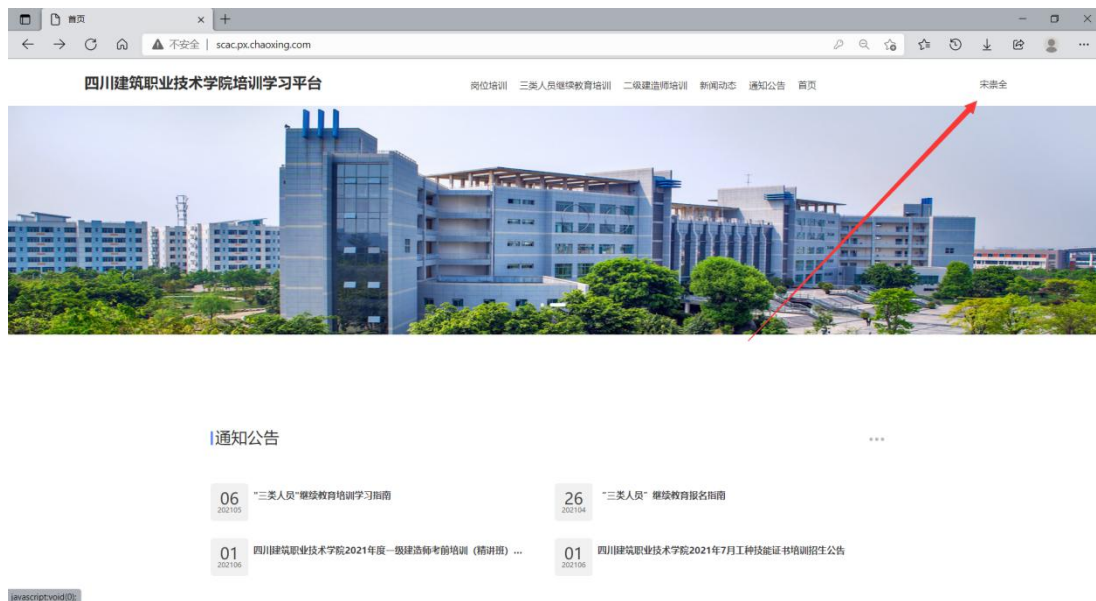 首页
不安全 | scac.px.chaoxing.com
四川建筑职业技术学院培训学习平台
岗位培训 三类人员继续教育培训 二级建造师培训 新闻动态 通知公告 首页
宋祟全
通知公告
06
202105
“三类人员”继续教育培训学习指南
26
202104
“三类人员”继续教育报名指南
01
202106
四川建筑职业技术学院2021年度一级建造师考前培训（精讲班）...
01
202106
四川建筑职业技术学院2021年7月工种技能证书培训招生公告
javascript:void(0);